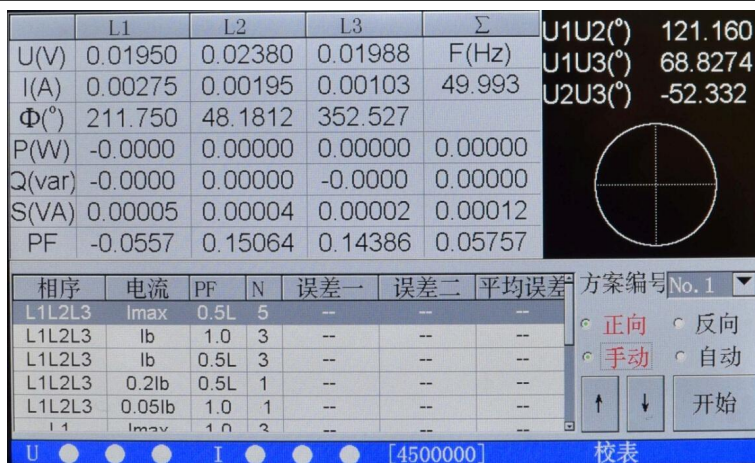 L1 L2 L3 Σ
U(V) 0.01950 0.02380 0.01988 F(Hz)
I(A) 0.00275 0.00195 0.00103 49.993
Φ(°) 211.750 48.1812 352.527
P(W) -0.0000 0.00000 0.00000 0.00000
Q(var) -0.0000 0.00000 -0.0000 0.00000
S(VA) 0.00005 0.00004 0.00002 0.00012
PF -0.0557 0.15064 0.14386 0.05757
U1U2(°) 121.160
U1U3(°) 68.8274
U2U3(°) -52.332
相序 电流 PF N 误差一 误差二 平均误差
L1L2L3 Imax 0.5L 5 -- -- --
L1L2L3 Ib 1.0 3 -- -- --
L1L2L3 Ib 0.5L 3 -- -- --
L1L2L3 0.2Ib 0.5L 1 -- -- --
L1L2L3 0.05Ib 1.0 1 -- -- --
L1 Imax 1.0 3 -- -- --
方案编号 No.1
正向 反向
手动 自动
开始
U I [4500000] 校表